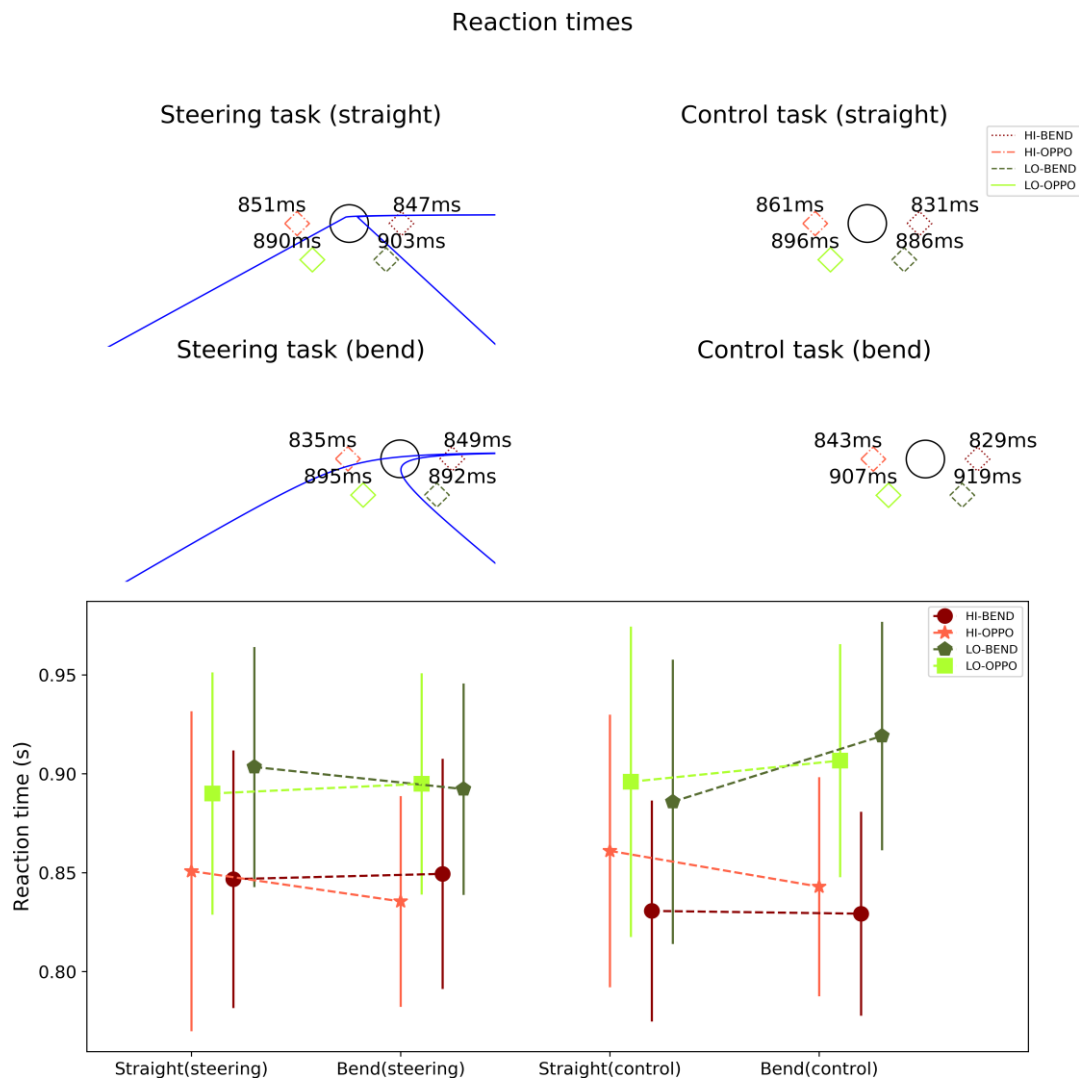 Reaction times
Steering task (straight)
Control task (straight)
HI-BEND
HI-OPPO
LO-BEND
LO-OPPO
851ms
847ms
890ms
903ms
861ms
831ms
896ms
886ms
Steering task (bend)
Control task (bend)
835ms
849ms
895ms
892ms
843ms
829ms
907ms
919ms
HI-BEND
HI-OPPO
LO-BEND
LO-OPPO
Reaction time (s)
0.95
0.90
0.85
0.80
Straight(steering)
Bend(steering)
Straight(control)
Bend(control)